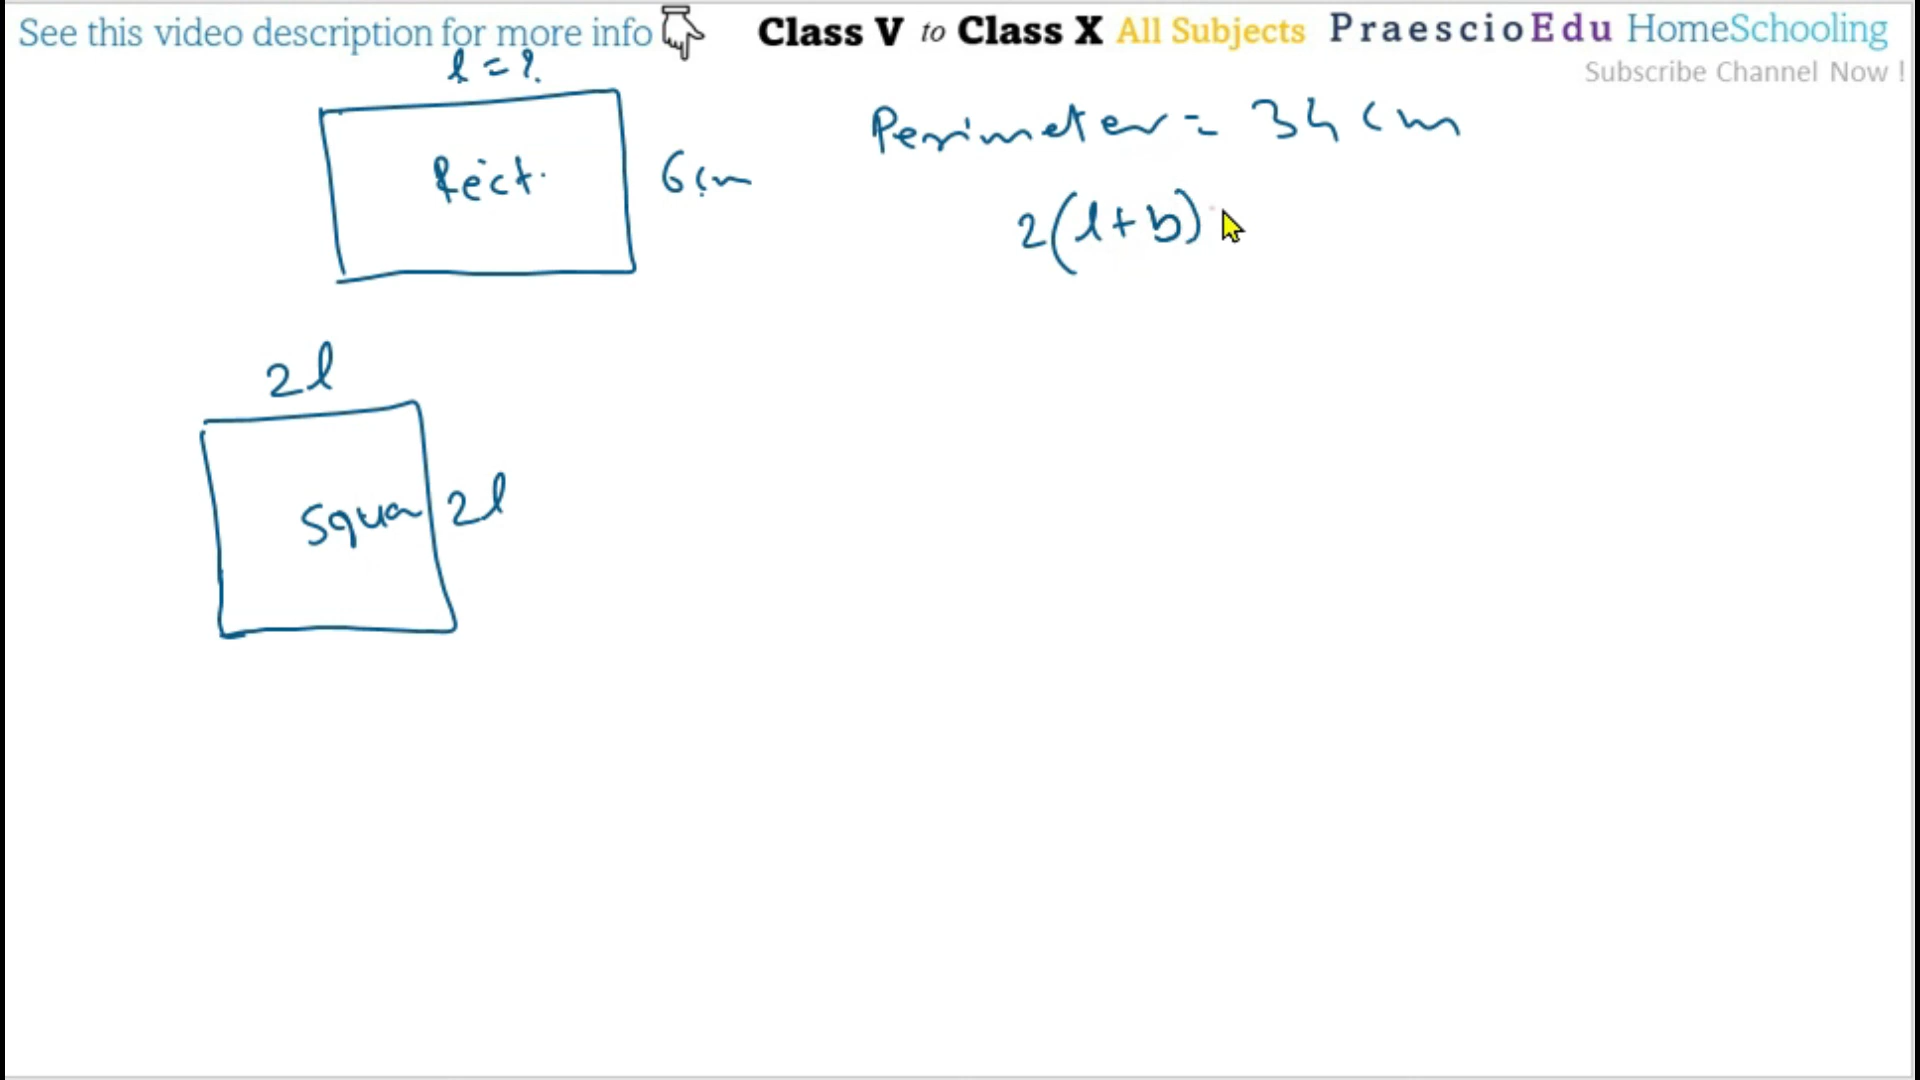 See this video description for more info Class V to Class X All Subjects PraescioEdu HomeSchooling
Subscribe Channel Now !
l = ?
Rect.
6cm
Perimeter = 34 cm
2(l+b)
2l
Squa
2l